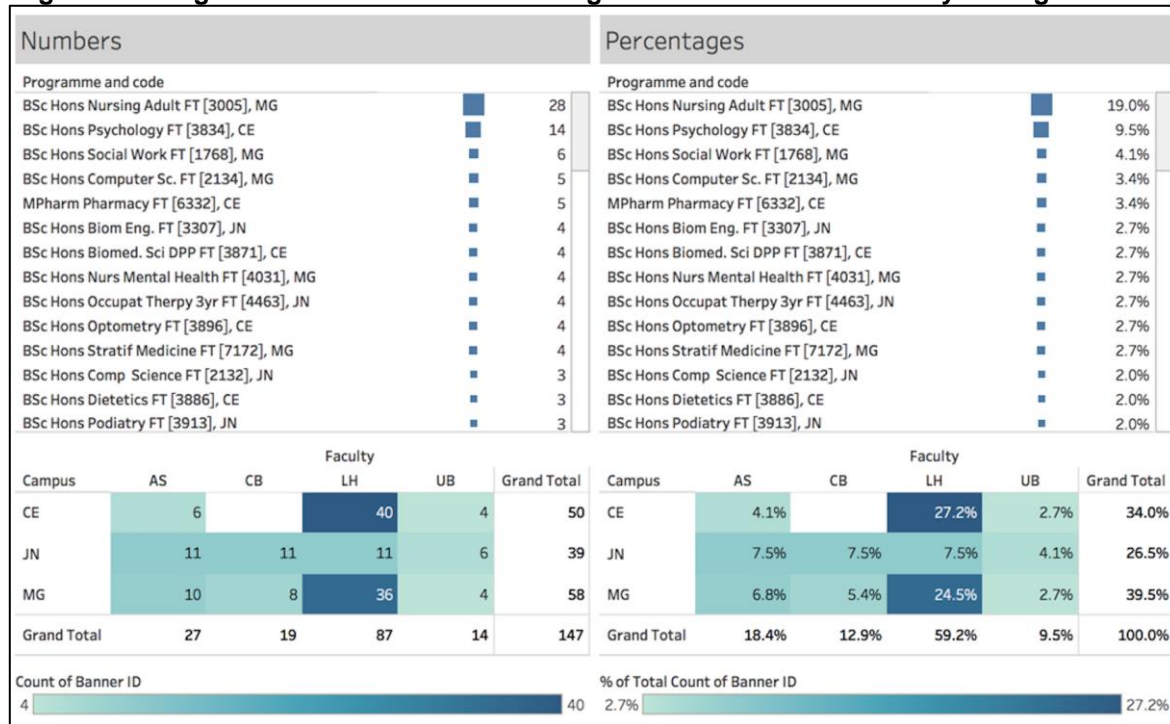 Numbers
Programme and code
BSc Hons Nursing Adult FT [3005], MG 28
BSc Hons Psychology FT [3834], CE 14
BSc Hons Social Work FT [1768], MG 6
BSc Hons Computer Sc. FT [2134], MG 5
MPharm Pharmacy FT [6332], CE 5
BSc Hons Biom Eng. FT [3307], JN 4
BSc Hons Biomed. Sci DPP FT [3871], CE 4
BSc Hons Nurs Mental Health FT [4031], MG 4
BSc Hons Occupat Therpy 3yr FT [4463], JN 4
BSc Hons Optometry FT [3896], CE 4
BSc Hons Stratif Medicine FT [7172], MG 4
BSc Hons Comp Science FT [2132], JN 3
BSc Hons Dietetics FT [3886], CE 3
BSc Hons Podiatry FT [3913], JN 3
Faculty
Campus AS CB LH UB Grand Total
CE 6 40 4 50
JN 11 11 11 6 39
MG 10 8 36 4 58
Grand Total 27 19 87 14 147
Count of Banner ID
4 40
Percentages
Programme and code
BSc Hons Nursing Adult FT [3005], MG 19.0%
BSc Hons Psychology FT [3834], CE 9.5%
BSc Hons Social Work FT [1768], MG 4.1%
BSc Hons Computer Sc. FT [2134], MG 3.4%
MPharm Pharmacy FT [6332], CE 3.4%
BSc Hons Biom Eng. FT [3307], JN 2.7%
BSc Hons Biomed. Sci DPP FT [3871], CE 2.7%
BSc Hons Nurs Mental Health FT [4031], MG 2.7%
BSc Hons Occupat Therpy 3yr FT [4463], JN 2.7%
BSc Hons Optometry FT [3896], CE 2.7%
BSc Hons Stratif Medicine FT [7172], MG 2.7%
BSc Hons Comp Science FT [2132], JN 2.0%
BSc Hons Dietetics FT [3886], CE 2.0%
BSc Hons Podiatry FT [3913], JN 2.0%
Faculty
Campus AS CB LH UB Grand Total
CE 4.1% 27.2% 2.7% 34.0%
JN 7.5% 7.5% 7.5% 4.1% 26.5%
MG 6.8% 5.4% 24.5% 2.7% 39.5%
Grand Total 18.4% 12.9% 59.2% 9.5% 100.0%
% of Total Count of Banner ID
2.7% 27.2%